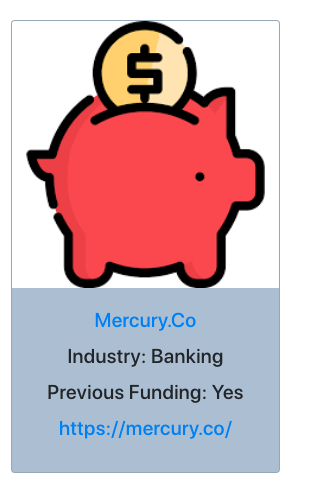 $
Mercury.Co
Industry: Banking
Previous Funding: Yes
https://mercury.co/